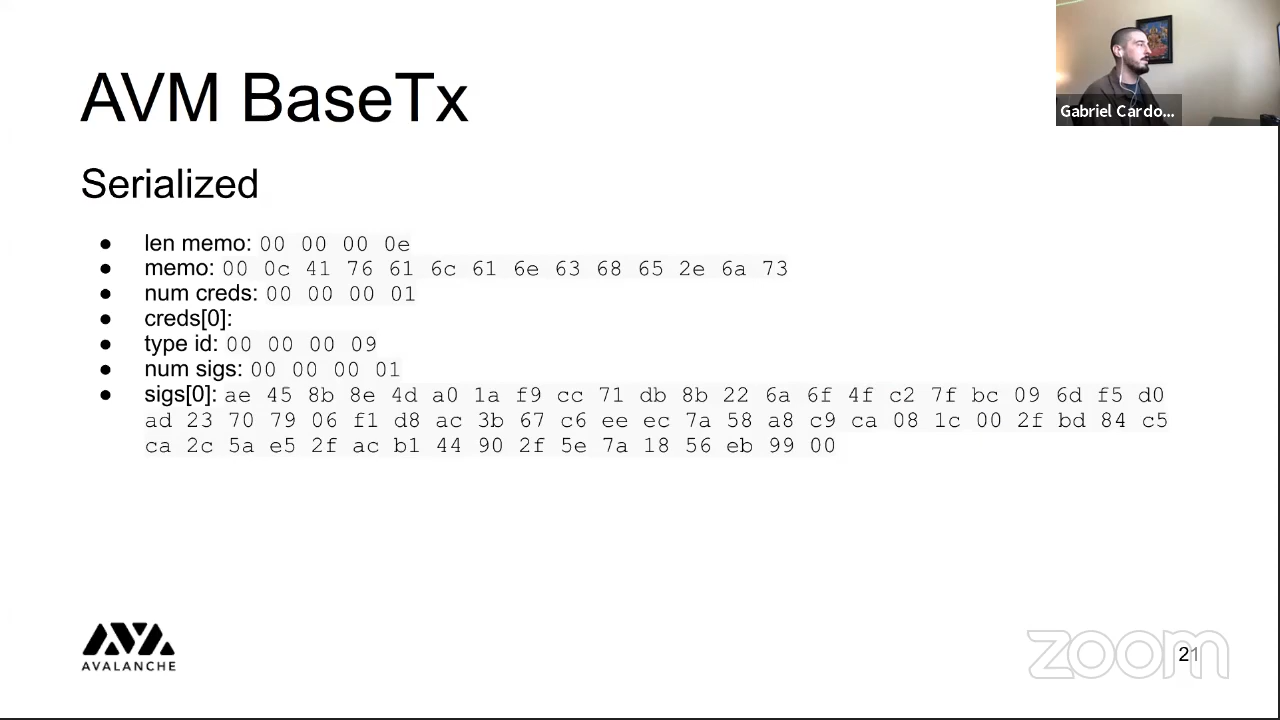 AVM BaseTx
Gabriel Cardo...
Serialized
● len memo: 00 00 00 0e
● memo: 00 0c 41 76 61 6c 61 6e 63 68 65 2e 6a 73
● num creds: 00 00 00 01
● creds[0]:
● type id: 00 00 00 09
● num sigs: 00 00 00 01
● sigs[0]: ae 45 8b 8e 4d a0 1a f9 cc 71 db 8b 22 6a 6f 4f c2 7f bc 09 6d f5 d0
ad 23 70 79 06 f1 d8 ac 3b 67 c6 ee ec 7a 58 a8 c9 ca 08 1c 00 2f bd 84 c5
ca 2c 5a e5 2f ac b1 44 90 2f 5e 7a 18 56 eb 99 00
AVA
AVALANCHE
zoom
21